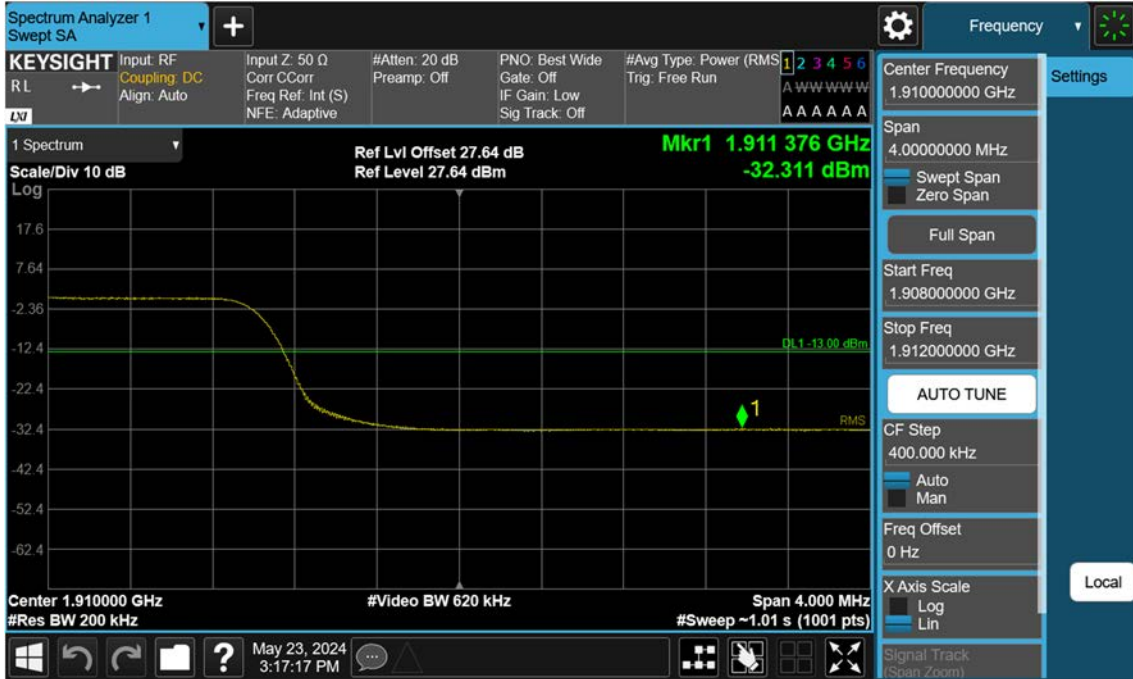 Spectrum Analyzer 1
Swept SA
+
Frequency
KEYSIGHT
R L
LXI
Input: RF
Coupling: DC
Align: Auto
Input Z: 50 Ω
Corr CCorr
Freq Ref: Int (S)
NFE: Adaptive
#Atten: 20 dB
Preamp: Off
PNO: Best Wide
Gate: Off
IF Gain: Low
Sig Track: Off
#Avg Type: Power (RMS
Trig: Free Run
1 2 3 4 5 6
A W W W W W
A A A A A A
1 Spectrum
Scale/Div 10 dB
Ref Lvl Offset 27.64 dB
Ref Level 27.64 dBm
Mkr1 1.911 376 GHz
-32.311 dBm
Log
17.6
7.64
-2.36
-12.4
-22.4
-32.4
-42.4
-52.4
-62.4
DL1 -13.00 dBm
1
RMS
Center 1.910000 GHz
#Res BW 200 kHz
#Video BW 620 kHz
Span 4.000 MHz
#Sweep ~1.01 s (1001 pts)
Center Frequency
1.910000000 GHz
Span
4.00000000 MHz
Swept Span
Zero Span
Full Span
Start Freq
1.908000000 GHz
Stop Freq
1.912000000 GHz
AUTO TUNE
CF Step
400.000 kHz
Auto
Man
Freq Offset
0 Hz
X Axis Scale
Log
Lin
Signal Track
(Span Zoom)
Settings
Local
?
May 23, 2024
3:17:17 PM